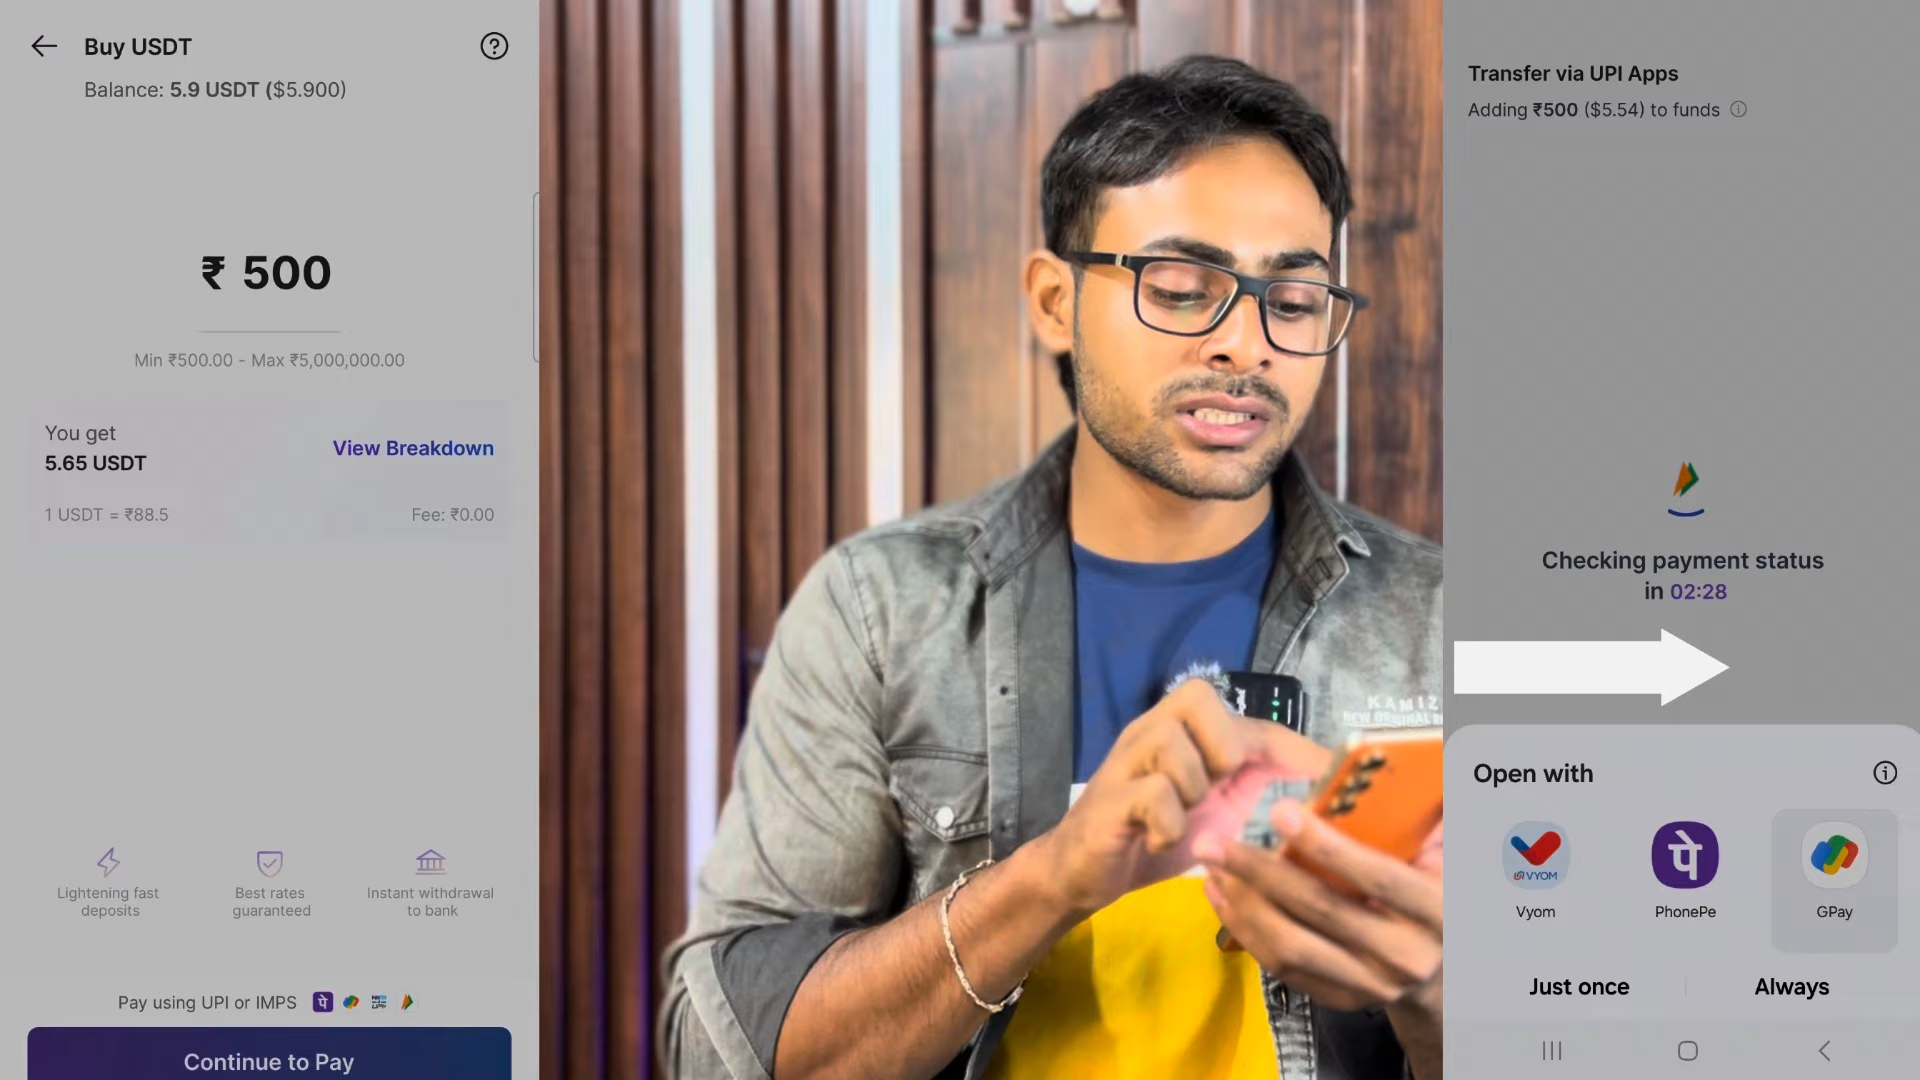 Buy USDT
Balance: 5.9 USDT ($5.900)
₹ 500
Min ₹500.00 - Max ₹5,000,000.00
You get
5.65 USDT
View Breakdown
1 USDT = ₹88.5
Fee: ₹0.00
Lightening fast
deposits
Best rates
guaranteed
Instant withdrawal
to bank
Pay using UPI or IMPS
Continue to Pay
KAMIZ
NEW ORIGINAL
Transfer via UPI Apps
Adding ₹500 ($5.54) to funds
Checking payment status
in 02:28
Open with
VYOM
पे
Vyom
PhonePe
GPay
Just once
Always